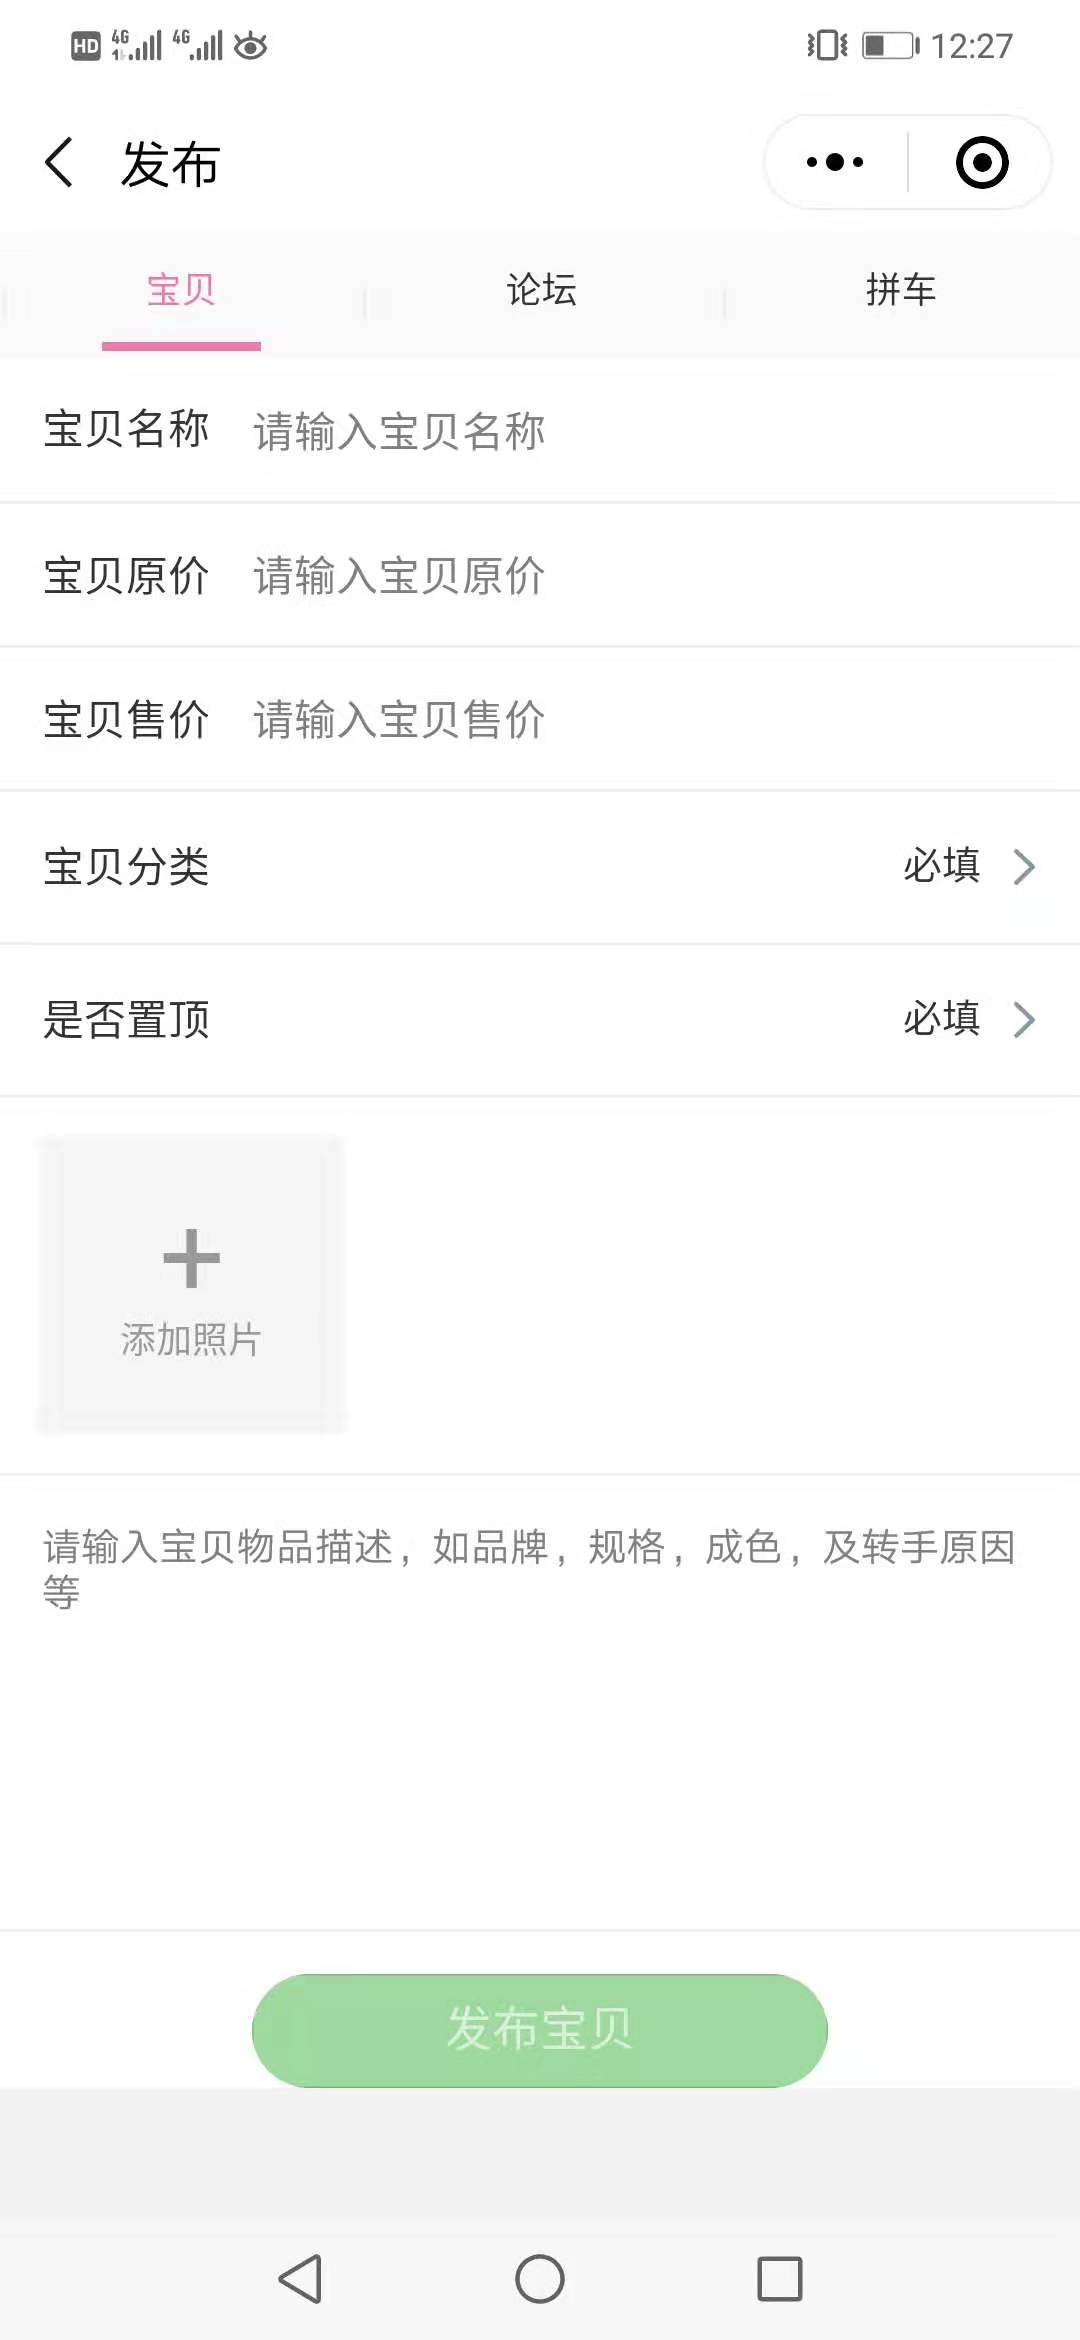 HD 4G 4G 12:27
发布
宝贝 论坛 拼车
宝贝名称 请输入宝贝名称
宝贝原价 请输入宝贝原价
宝贝售价 请输入宝贝售价
宝贝分类 必填
是否置顶 必填
添加照片
请输入宝贝物品描述，如品牌，规格，成色，及转手原因
等
发布宝贝